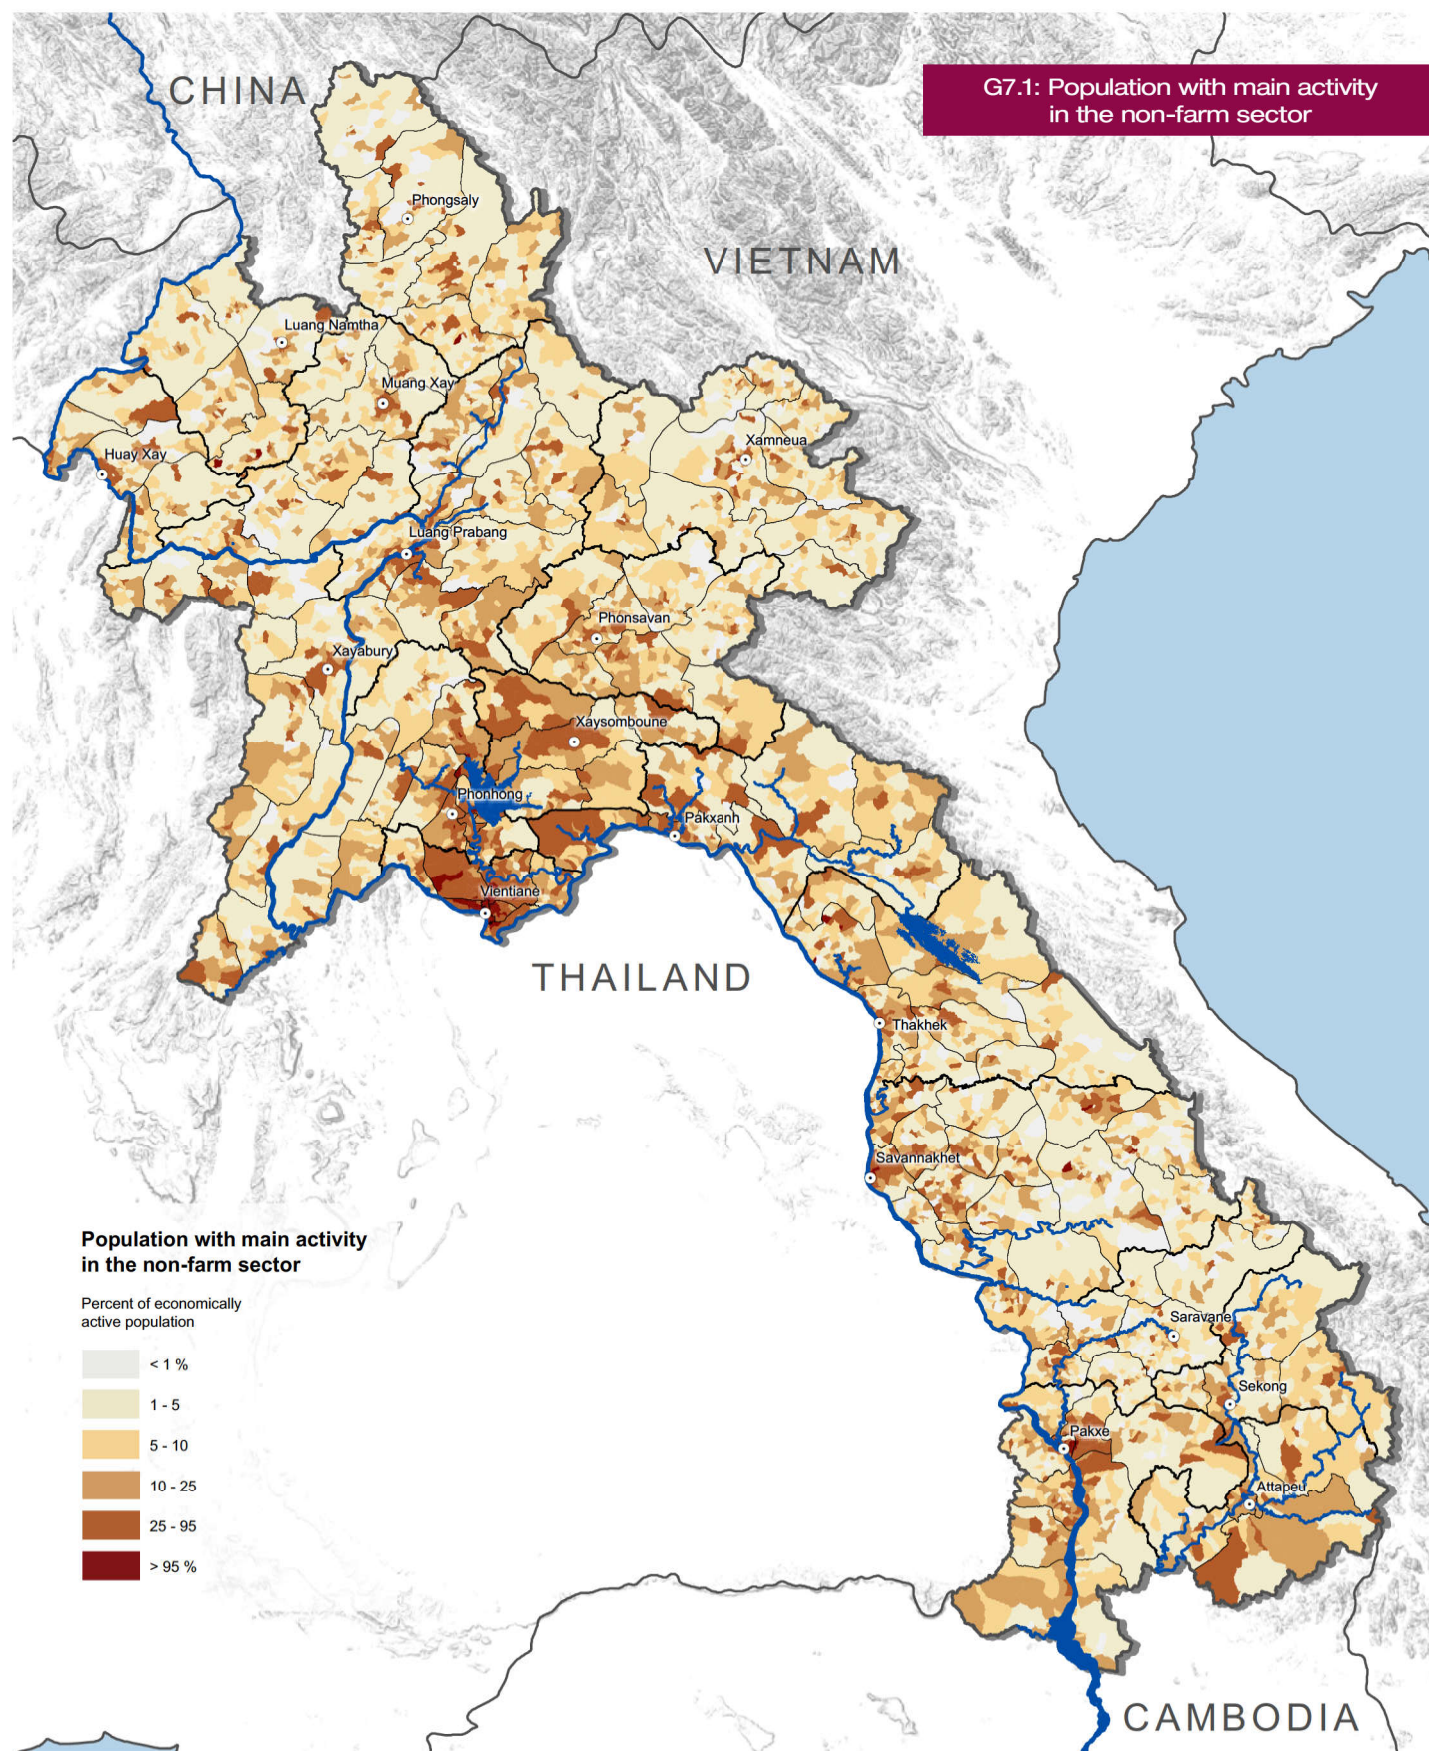 CHINA
G7.1: Population with main activity
in the non-farm sector
Phongsaly
VIETNAM
Luang Namtha
Muang Xay
Xamneua
Huay Xay
Luang Prabang
Phonsavan
Xayabury
Xaysomboune
Phonhong
Pakxanh
Vientiane
THAILAND
Thakhek
Savannakhet
Population with main activity
in the non-farm sector
Percent of economically
active population
Saravane
< 1 %
Sekong
1 - 5
Pakxe
5 - 10
10 - 25
Attapeu
25 - 95
> 95 %
CAMBODIA